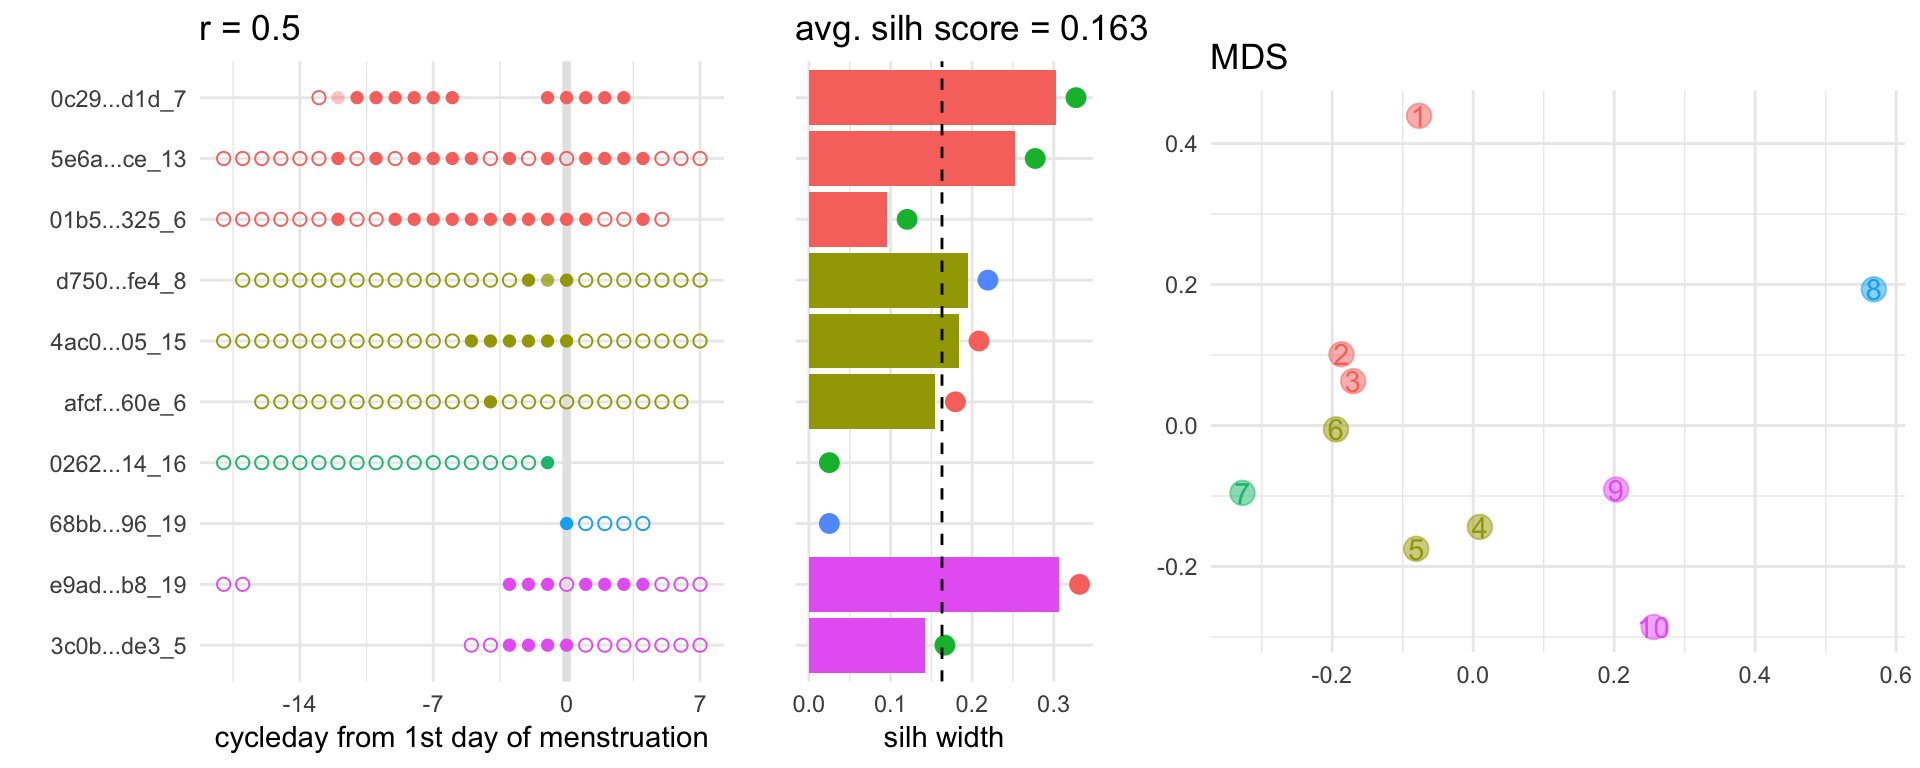 r = 0.5
0c29...d1d_7
5e6a...ce_13
01b5...325_6
d750...fe4_8
4ac0...05_15
afcf...60e_6
0262...14_16
68bb...96_19
e9ad...b8_19
3c0b...de3_5
-14 -7 0 7
cycleday from 1st day of menstruation
avg. silh score = 0.163
0.0 0.1 0.2 0.3
silh width
MDS
0.4
0.2
0.0
-0.2
1
8
2
3
6
7
9
4
5
10
-0.2 0.0 0.2 0.4 0.6